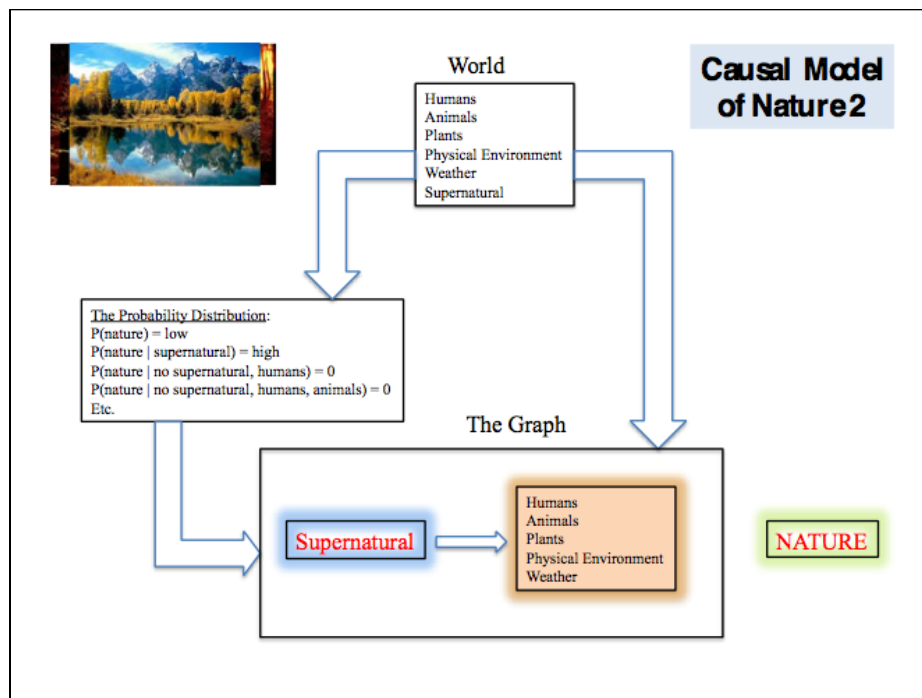 World
Causal Model
of Nature 2
Humans
Animals
Plants
Physical Environment
Weather
Supernatural
The Probability Distribution:
P(nature) = low
P(nature | supernatural) = high
P(nature | no supernatural, humans) = 0
P(nature | no supernatural, humans, animals) = 0
Etc.
The Graph
Supernatural
Humans
Animals
Plants
Physical Environment
Weather
NATURE